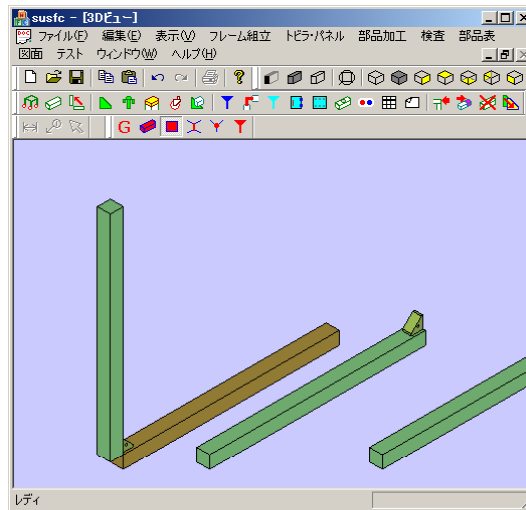 susfc - [3Dビュー]
ファイル(F) 編集(E) 表示(V) フレーム組立 トビラ・パネル 部品加工 検査 部品表
図面 テスト ウィンドウ(W) ヘルプ(H)
G
レディ